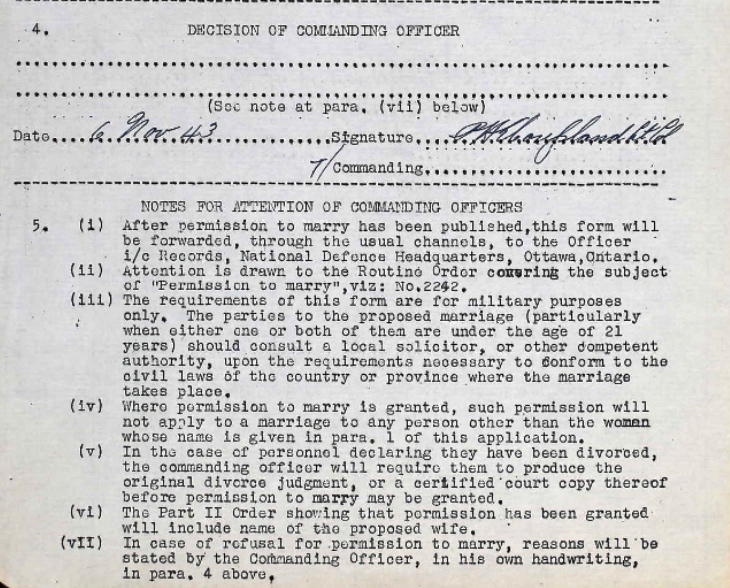 4. DECISION OF COMMANDING OFFICER
(See note at para. (vii) below)
Date 6 Nov 43 Signature Lt Col
T/ Commanding
NOTES FOR ATTENTION OF COMMANDING OFFICERS
5. (i) After permission to marry has been published,this form will
be forwarded, through the usual channels, to the Officer
i/c Records, National Defence Headquarters, Ottawa,Ontario.
(ii) Attention is drawn to the Routine Order covering the subject
of "Permission to marry",viz: No.2242.
(iii) The requirements of this form are for military purposes
only. The parties to the proposed marriage (particularly
when either one or both of them are under the age of 21
years) should consult a local solicitor, or other competent
authority, upon the requirements necessary to conform to the
civil laws of the country or province where the marriage
takes place.
(iv) Where permission to marry is granted, such permission will
not apply to a marriage to any person other than the woman
whose name is given in para. 1 of this application.
(v) In the case of personnel declaring they have been divorced,
the commanding officer will require them to produce the
original divorce judgment, or a certified court copy thereof
before permission to marry may be granted.
(vi) The Part II Order showing that permission has been granted
will include name of the proposed wife.
(vII) In case of refusal for permission to marry, reasons will be
stated by the Commanding Officer, in his own handwriting,
in para. 4 above.